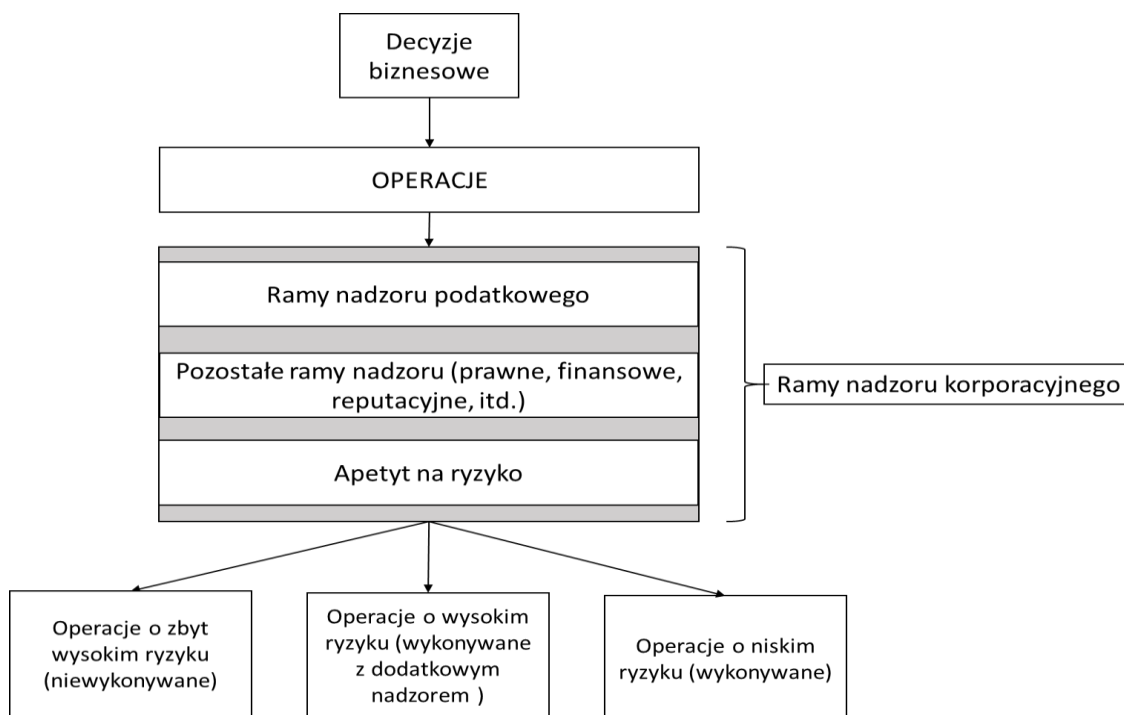 Decyzje
biznesowe
OPERACJE
Ramy nadzoru podatkowego
Pozostałe ramy nadzoru (prawne, finansowe,
reputacyjne, itd.)
Apetyt na ryzyko
Ramy nadzoru korporacyjnego
Operacje o zbyt
wysokim ryzyku
(niewykonywane)
Operacje o wysokim
ryzyku (wykonywane
z dodatkowym
nadzorem )
Operacje o niskim
ryzyku (wykonywane)